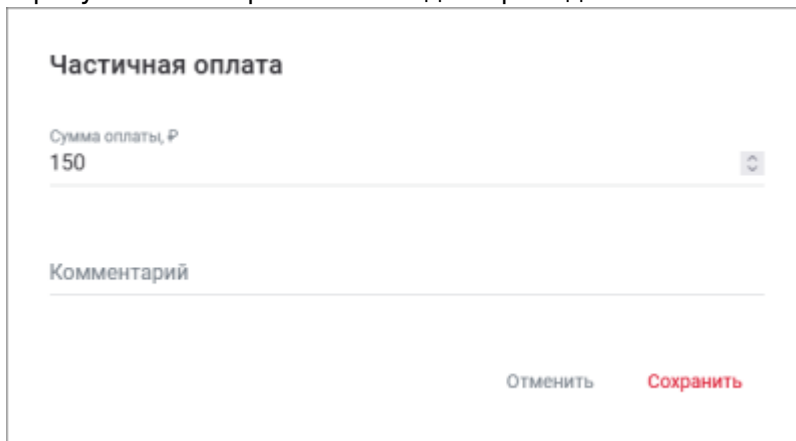 Частичная оплата
Сумма оплаты, ₽
150
Комментарий
Отменить Сохранить